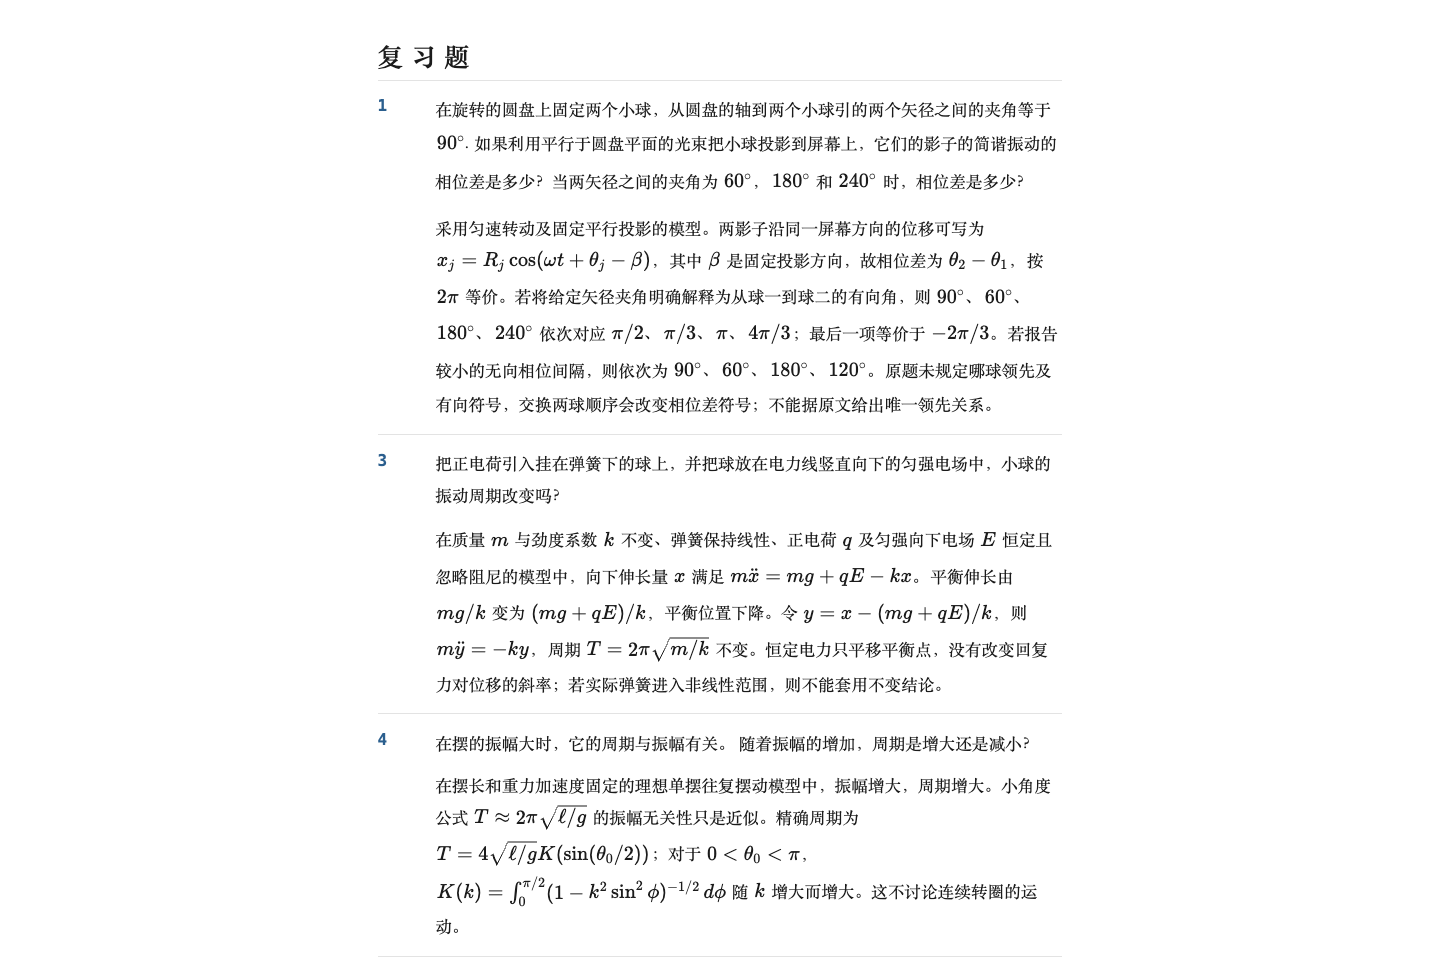 复习题
1
在旋转的圆盘上固定两个小球，从圆盘的轴到两个小球引的两个矢径之间的夹角等于
90°. 如果利用平行于圆盘平面的光束把小球投影到屏幕上，它们的影子的简谐振动的
相位差是多少？当两矢径之间的夹角为 60°， 180° 和 240° 时，相位差是多少？
采用匀速转动及固定平行投影的模型。两影子沿同一屏幕方向的位移可写为
x_j = R_j cos(ωt + θ_j − β)，其中 β 是固定投影方向，故相位差为 θ₂ − θ₁，按
2π 等价。若将给定矢径夹角明确解释为从球一到球二的有向角，则 90°、60°、
180°、240° 依次对应 π/2、π/3、π、4π/3；最后一项等价于 −2π/3。若报告
较小的无向相位间隔，则依次为 90°、60°、180°、120°。原题未规定哪球领先及
有向符号，交换两球顺序会改变相位差符号；不能据原文给出唯一领先关系。
3
把正电荷引入挂在弹簧下的球上，并把球放在电力线竖直向下的匀强电场中，小球的
振动周期改变吗？
在质量 m 与劲度系数 k 不变、弹簧保持线性、正电荷 q 及匀强向下电场 E 恒定且
忽略阻尼的模型中，向下伸长量 x 满足 mẍ = mg + qE − kx。平衡伸长由
mg/k 变为 (mg + qE)/k，平衡位置下降。令 y = x − (mg + qE)/k，则
mÿ = −ky，周期 T = 2π√(m/k) 不变。恒定电力只平移平衡点，没有改变回复
力对位移的斜率；若实际弹簧进入非线性范围，则不能套用不变结论。
4
在摆的振幅大时，它的周期与振幅有关。 随着振幅的增加，周期是增大还是减小？
在摆长和重力加速度固定的理想单摆往复摆动模型中，振幅增大，周期增大。小角度
公式 T ≈ 2π√(ℓ/g) 的振幅无关性只是近似。精确周期为
T = 4√(ℓ/g)K(sin(θ₀/2))；对于 0 < θ₀ < π，
K(k) = ∫₀^{π/2}(1 − k² sin² ϕ)^{−1/2} dϕ 随 k 增大而增大。这不讨论连续转圈的运
动。